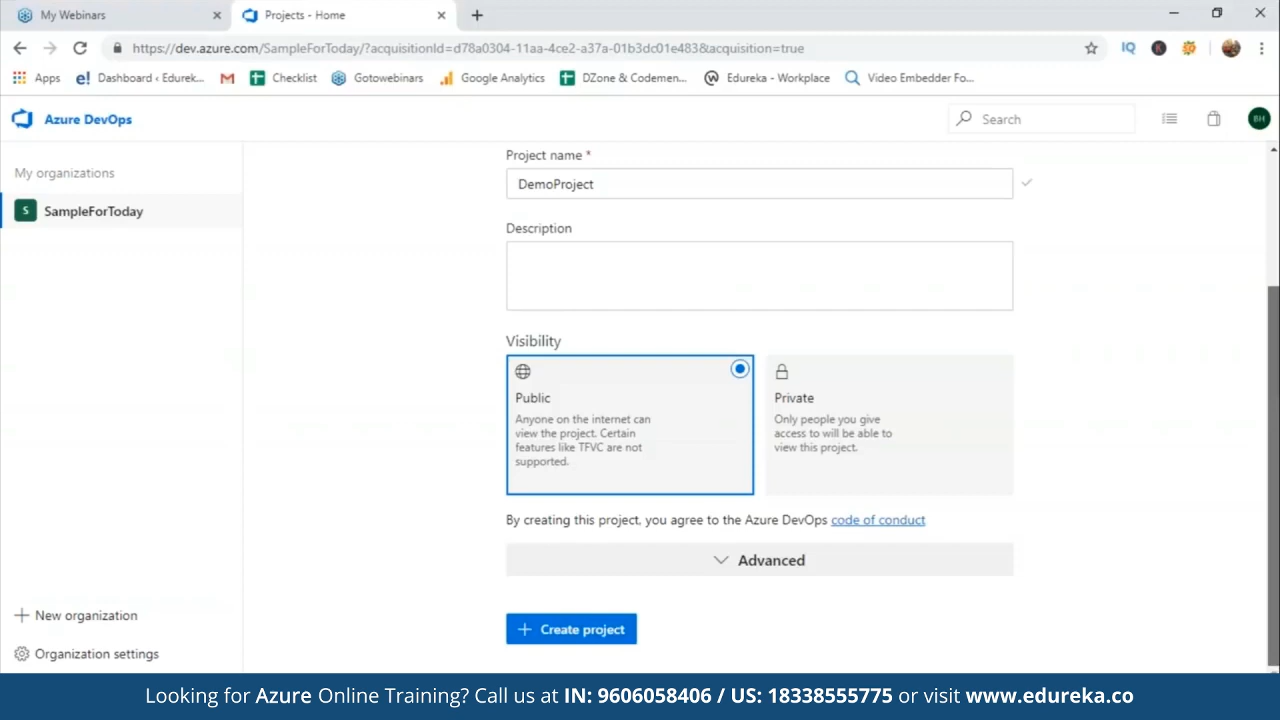 My Webinars
Projects - Home
https://dev.azure.com/SampleForToday/?acquisitionId=d78a0304-11aa-4ce2-a37a-01b3dc01e483&acquisition=true
IQ
Apps
e! Dashboard ‹ Edurek...
Checklist
Gotowebinars
Google Analytics
DZone & Codemen...
Edureka - Workplace
Video Embedder Fo...
Azure DevOps
Search
BH
My organizations
S SampleForToday
Project name *
DemoProject
Description
Visibility
Public
Anyone on the internet can
view the project. Certain
features like TFVC are not
supported.
Private
Only people you give
access to will be able to
view this project.
By creating this project, you agree to the Azure DevOps code of conduct
Advanced
Create project
New organization
Organization settings
Looking for Azure Online Training? Call us at IN: 9606058406 / US: 18338555775 or visit www.edureka.co